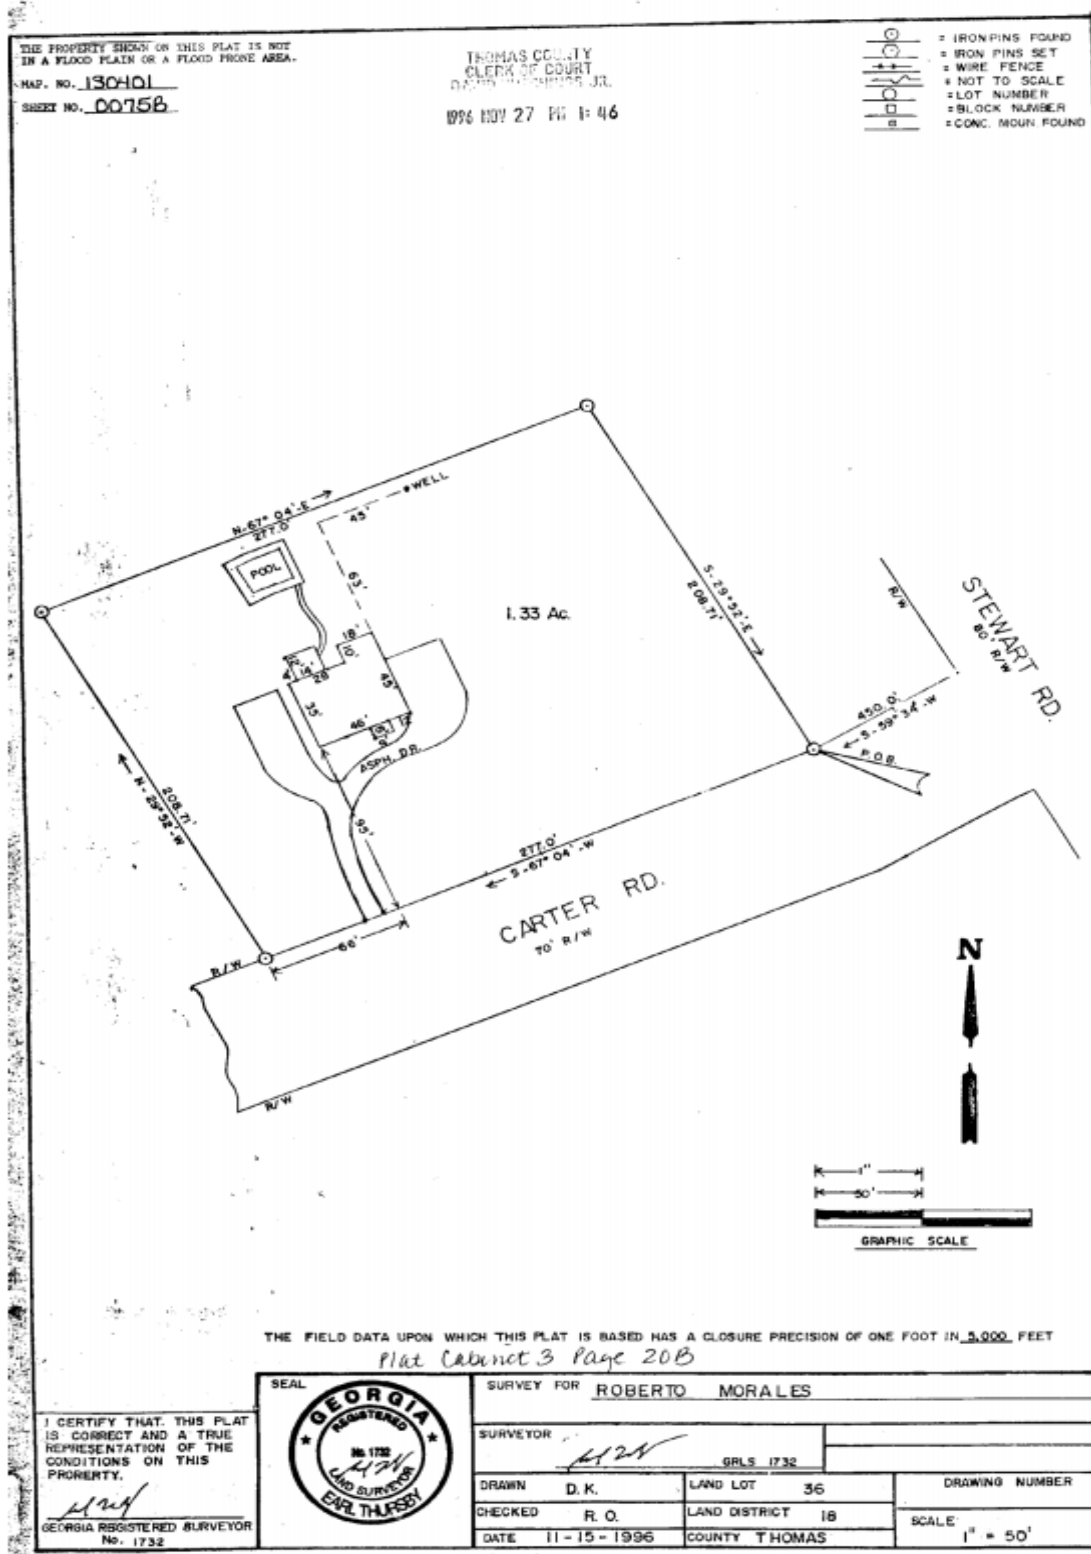 THE PROPERTY SHOWN ON THIS PLAT IS NOT
IN A FLOOD PLAIN OR A FLOOD PRONE AREA.
MAP. NO. 130401
SHEET NO. 0075B
THOMAS COUNTY
CLERK OF COURT
1996 NOV 27 PM 1:46
= IRON PINS FOUND
= IRON PINS SET
= WIRE FENCE
= NOT TO SCALE
= LOT NUMBER
= BLOCK NUMBER
= CONC. MOUN FOUND
WELL
N-67° 04'-E
277.0'
45'
POOL
63'
1.33 Ac.
S-29°52'-E
208.71'
R/W
STEWART RD.
80' R/W
18'
10'
12'
14'
4'
26'
45'
35'
46'
12'
9'
ASPH. DR.
450.0'
S-59° 34'-W
P.O.B.
208.71'
N-29°52'-W
95'
277.0'
S-67° 04'-W
CARTER RD.
70' R/W
66'
R/W
R/W
N
1"
50'
GRAPHIC SCALE
THE FIELD DATA UPON WHICH THIS PLAT IS BASED HAS A CLOSURE PRECISION OF ONE FOOT IN 5,000 FEET
Plat Cabinet 3 Page 20B
I CERTIFY THAT. THIS PLAT
IS CORRECT AND A TRUE
REPRESENTATION OF THE
CONDITIONS ON THIS
PROPERTY.
GEORGIA REGISTERED SURVEYOR
No. 1732
SEAL
GEORGIA
REGISTERED
No. 1732
LAND SURVEYOR
EARL THURSBY
SURVEY FOR ROBERTO MORALES
SURVEYOR
GRLS 1732
DRAWN D. K.
LAND LOT 36
DRAWING NUMBER
CHECKED R. O.
LAND DISTRICT 18
SCALE
1" = 50'
DATE 11-15-1996
COUNTY THOMAS